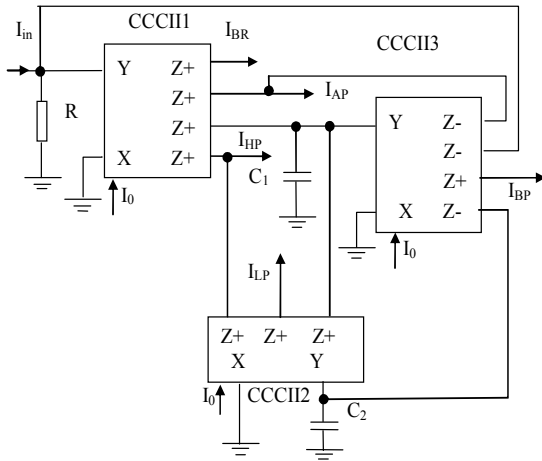 CCCII1
I_in
I_BR
CCCII3
Y
Z+
Z+
I_AP
R
Z+
Y
Z-
I_HP
Z-
X
Z+
C_1
Z+
I_BP
I_0
X
Z-
I_0
I_LP
Z+
Z+
Z+
X
Y
I_0
CCCII2
C_2